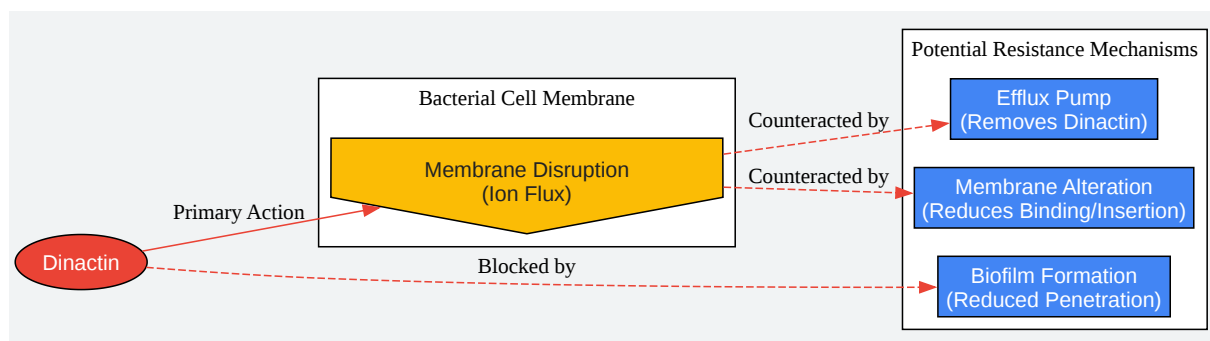 Potential Resistance Mechanisms
Bacterial Cell Membrane
Efflux Pump
(Removes Dinactin)
Counteracted by
Membrane Disruption
(Ion Flux)
Counteracted by
Membrane Alteration
(Reduces Binding/Insertion)
Primary Action
Dinactin
Blocked by
Biofilm Formation
(Reduced Penetration)